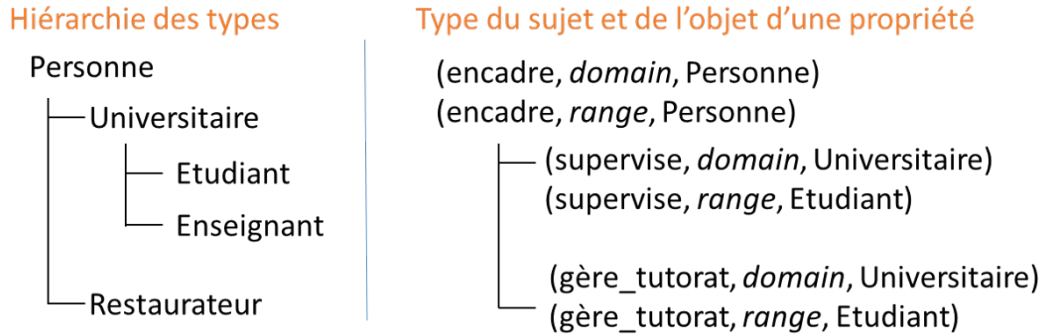 Hiérarchie des types
Personne
Universitaire
Etudiant
Enseignant
Restaurateur
Type du sujet et de l’objet d’une propriété
(encadre, domain, Personne)
(encadre, range, Personne)
(supervise, domain, Universitaire)
(supervise, range, Etudiant)
(gère_tutorat, domain, Universitaire)
(gère_tutorat, range, Etudiant)